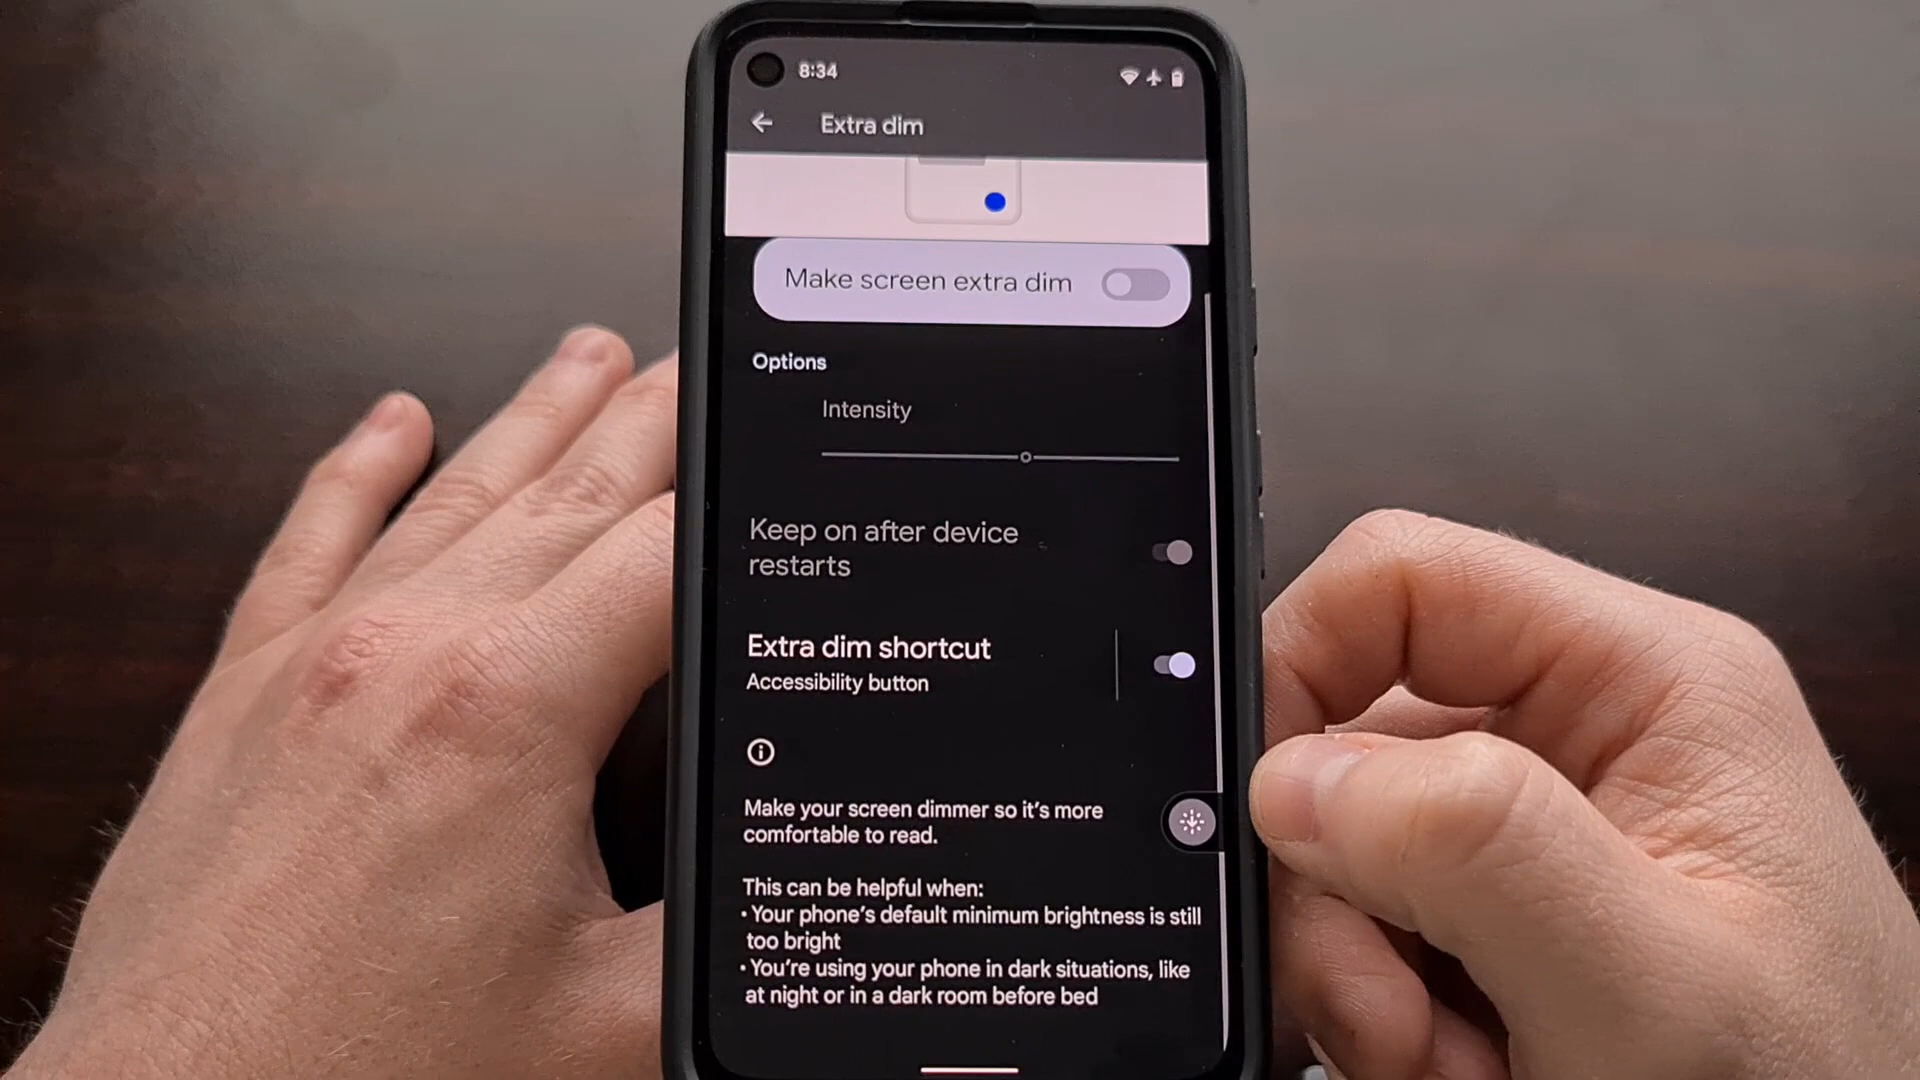 8:34
Extra dim
Make screen extra dim
Options
Intensity
Keep on after device
restarts
Extra dim shortcut
Accessibility button
Make your screen dimmer so it's more
comfortable to read.
This can be helpful when:
• Your phone's default minimum brightness is still
too bright
• You're using your phone in dark situations, like
at night or in a dark room before bed